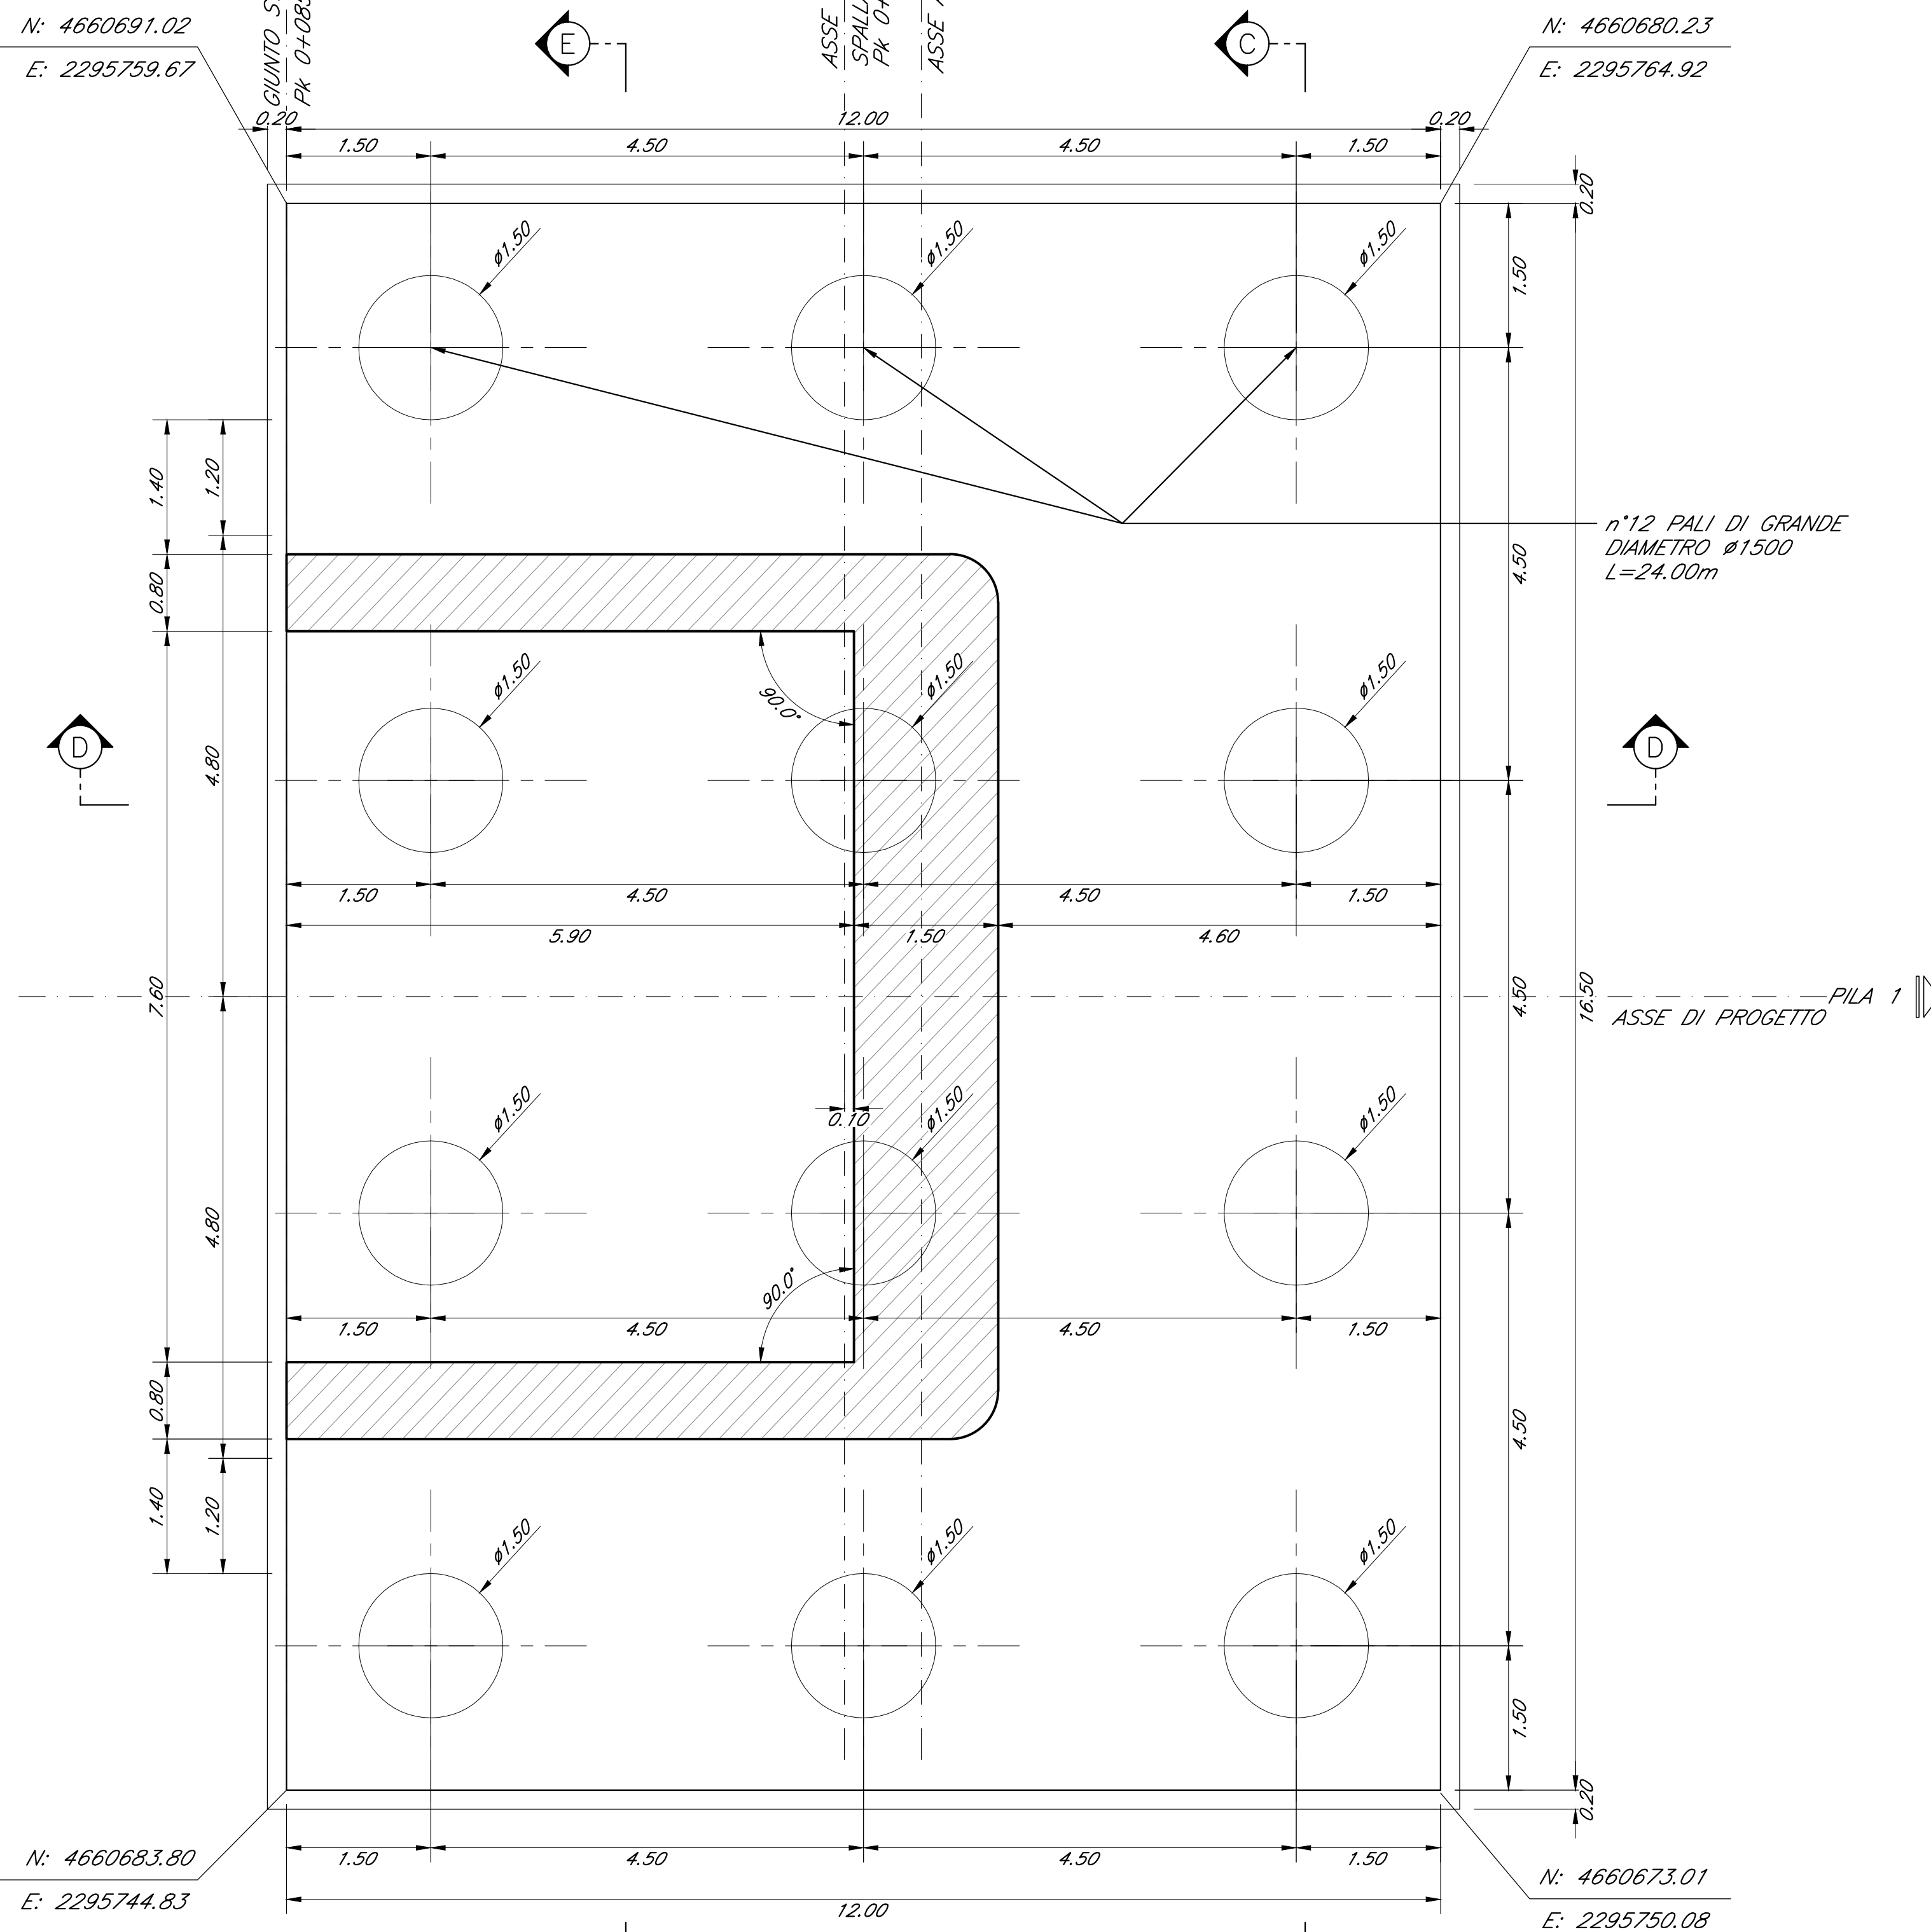 N: 4660691.02
E: 2295759.67
GIUNTO
Pk
E
ASSE
Pk
ASSE
C
N: 4660680.23
E: 2295764.92
0.20
12.00
0.20
1.50
4.50
4.50
1.50
0.20
ø1.50
ø1.50
ø1.50
1.50
1.40
1.20
n°12 PALI DI GRANDE
DIAMETRO ø1500
L=24.00m
4.50
0.80
ø1.50
ø1.50
ø1.50
90.0°
D
D
4.80
1.50
4.50
4.50
1.50
5.90
1.50
4.60
7.60
4.50
16.50
PILA 1
ASSE DI PROGETTO
ø1.50
ø1.50
ø1.50
0.10
4.80
90.0°
1.50
4.50
4.50
1.50
0.80
4.50
1.40
1.20
ø1.50
ø1.50
ø1.50
1.50
0.20
N: 4660683.80
E: 2295744.83
1.50
4.50
4.50
1.50
12.00
N: 4660673.01
E: 2295750.08